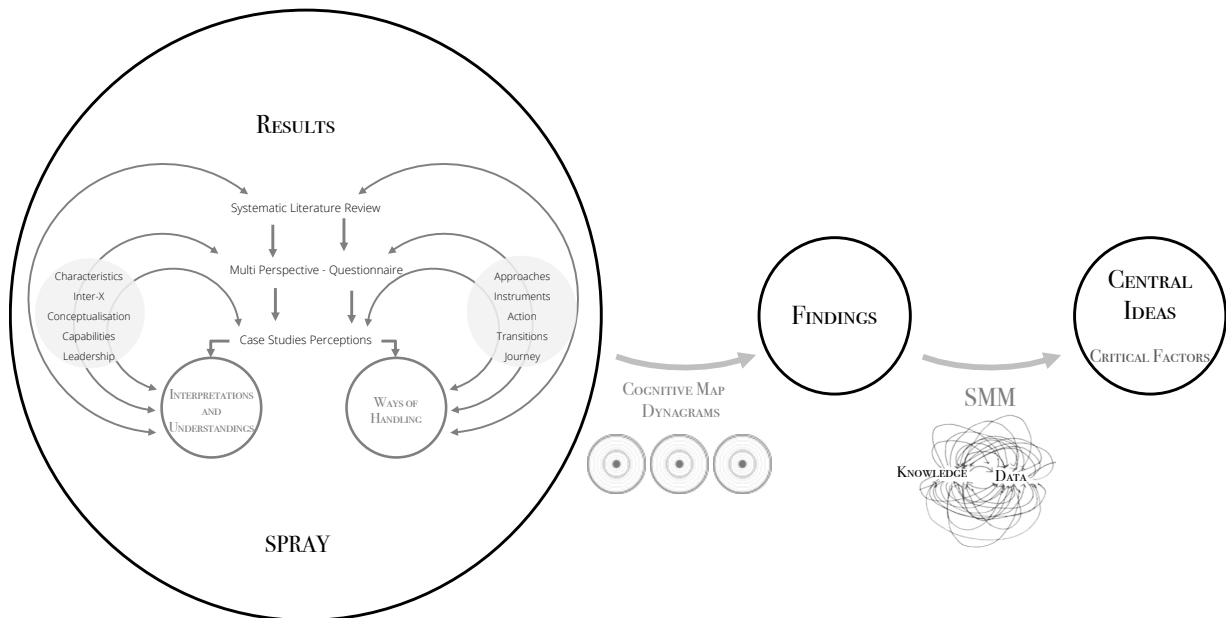 Results
Systematic Literature Review
Multi Perspective - Questionnaire
Case Studies Perceptions
Characteristics
Inter-X
Conceptualisation
Capabilities
Leadership
Approaches
Instruments
Action
Transitions
Journey
Interpretations
and
Understandings
Ways of
Handling
SPRAY
Cognitive Map
Dynagrams
Findings
SMM
Knowledge
Data
Central
Ideas
Critical Factors